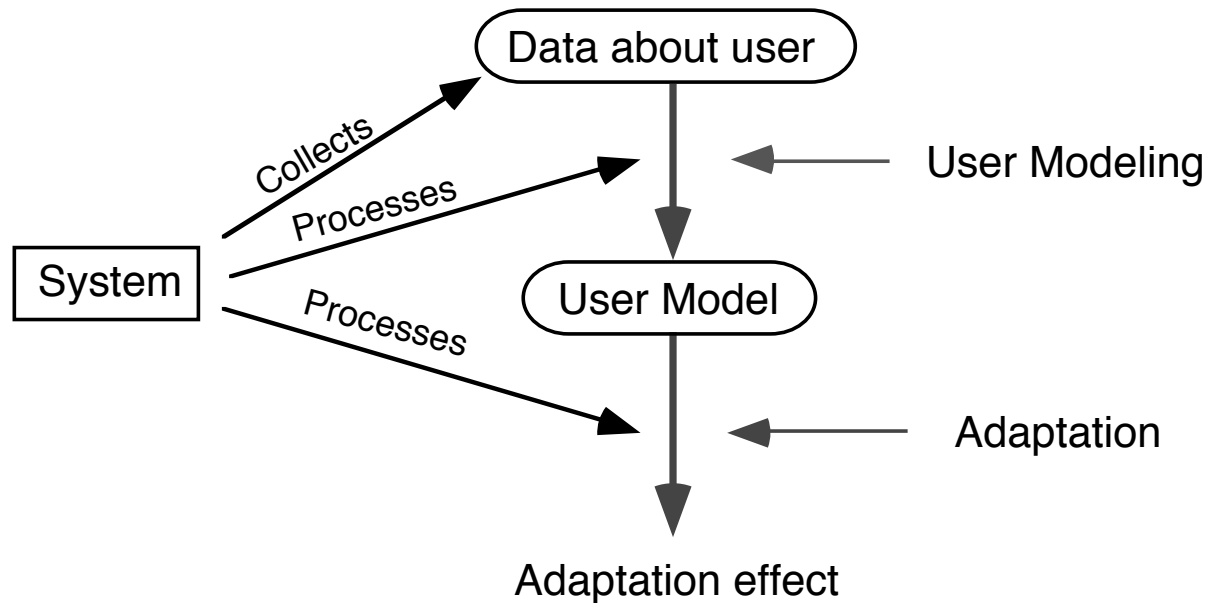 Data about user
Collects
User Modeling
Processes
System
User Model
Processes
Adaptation
Adaptation effect